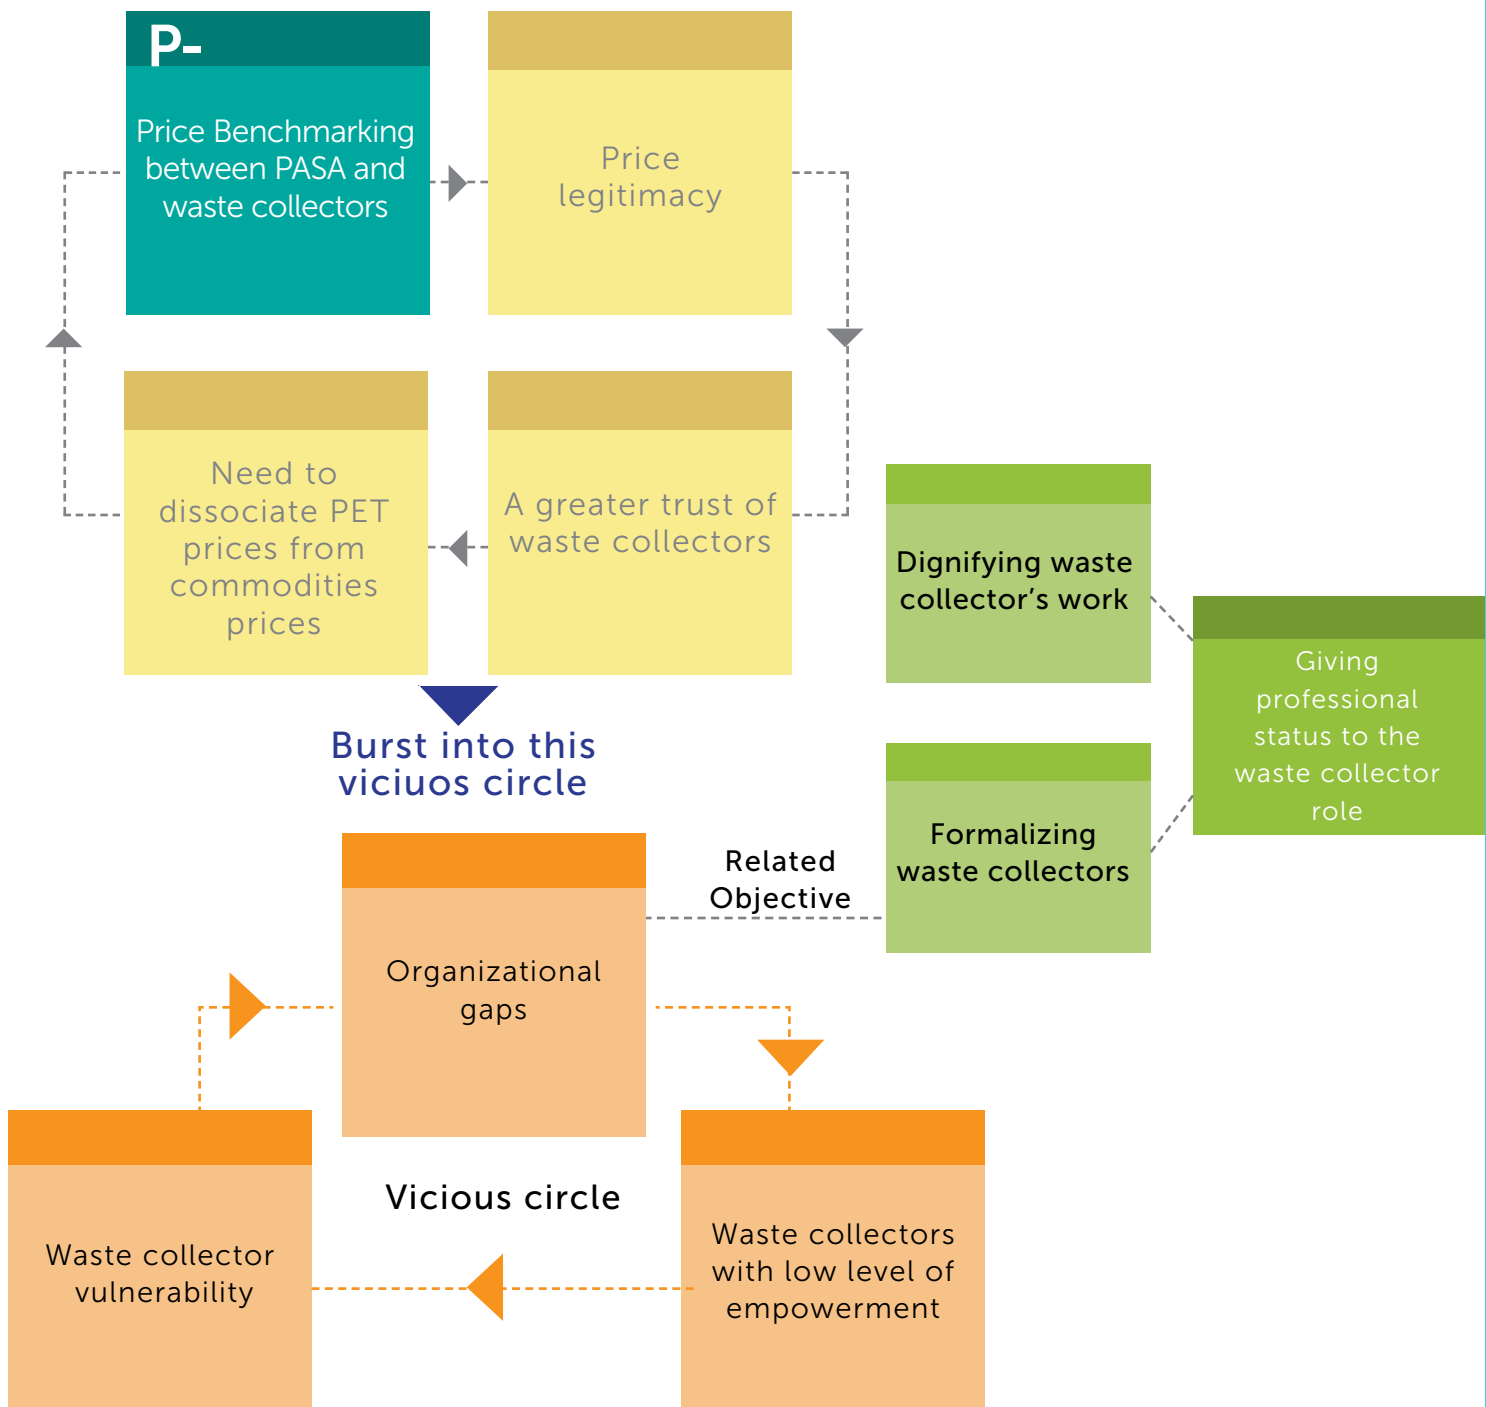 P-
Price Benchmarking
between PASA and
waste collectors
Price
legitimacy
Need to
dissociate PET
prices from
commodities
prices
A greater trust of
waste collectors
Burst into this
viciuos circle
Dignifying waste
collector’s work
Giving
professional
status to the
waste collector
role
Formalizing
waste collectors
Related
Objective
Organizational
gaps
Vicious circle
Waste collector
vulnerability
Waste collectors
with low level of
empowerment